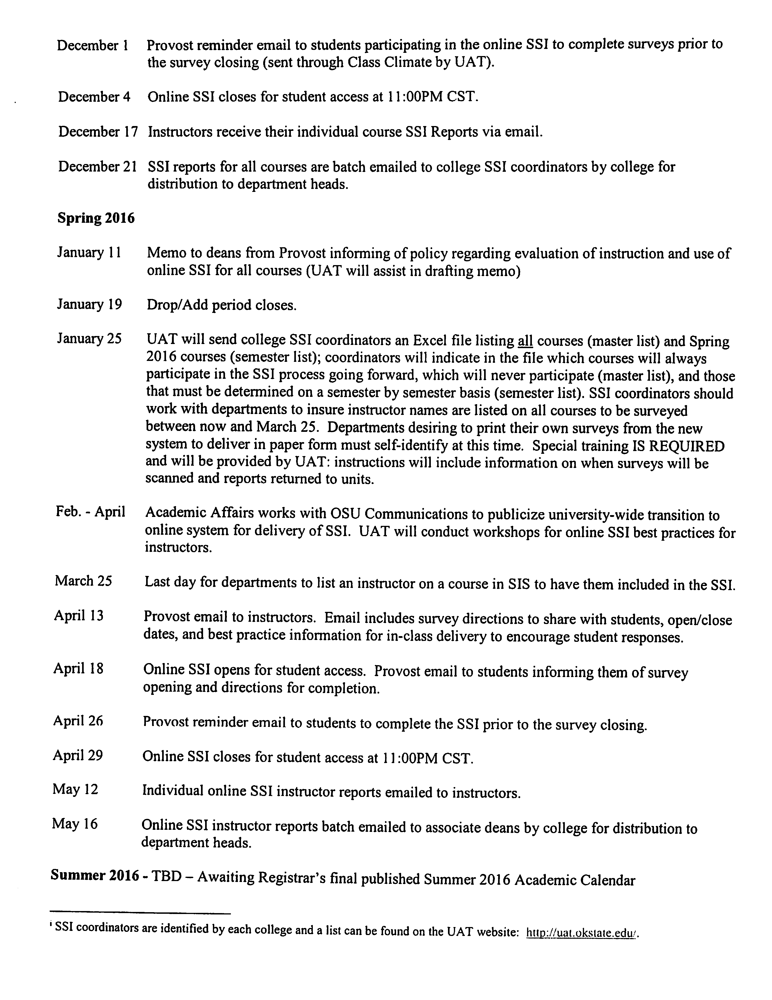 December 1 Provost reminder email to students participating in the online SSI to complete surveys prior to
the survey closing (sent through Class Climate by UAT).
December 4 Online SSI closes for student access at 11:00PM CST.
December 17 Instructors receive their individual course SSI Reports via email.
December 21 SSI reports for all courses are batch emailed to college SSI coordinators by college for
distribution to department heads.
Spring 2016
January 11 Memo to deans from Provost informing of policy regarding evaluation of instruction and use of
online SSI for all courses (UAT will assist in drafting memo)
January 19 Drop/Add period closes.
January 25 UAT will send college SSI coordinators an Excel file listing all courses (master list) and Spring
2016 courses (semester list); coordinators will indicate in the file which courses will always
participate in the SSI process going forward, which will never participate (master list), and those
that must be determined on a semester by semester basis (semester list). SSI coordinators should
work with departments to insure instructor names are listed on all courses to be surveyed
between now and March 25. Departments desiring to print their own surveys from the new
system to deliver in paper form must self-identify at this time. Special training IS REQUIRED
and will be provided by UAT: instructions will include information on when surveys will be
scanned and reports returned to units.
Feb. - April Academic Affairs works with OSU Communications to publicize university-wide transition to
online system for delivery of SSI. UAT will conduct workshops for online SSI best practices for
instructors.
March 25 Last day for departments to list an instructor on a course in SIS to have them included in the SSI.
April 13 Provost email to instructors. Email includes survey directions to share with students, open/close
dates, and best practice information for in-class delivery to encourage student responses.
April 18 Online SSI opens for student access. Provost email to students informing them of survey
opening and directions for completion.
April 26 Provost reminder email to students to complete the SSI prior to the survey closing.
April 29 Online SSI closes for student access at 11:00PM CST.
May 12 Individual online SSI instructor reports emailed to instructors.
May 16 Online SSI instructor reports batch emailed to associate deans by college for distribution to
department heads.
Summer 2016 - TBD – Awaiting Registrar's final published Summer 2016 Academic Calendar
i SSI coordinators are identified by each college and a list can be found on the UAT website: http://uat.okstate.edu/.